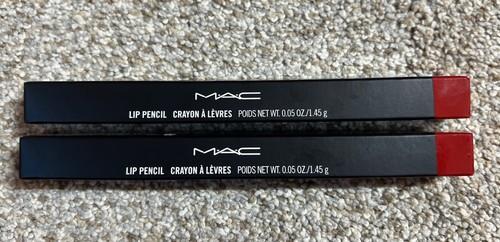 MAC
LIP PENCIL CRAYON À LÈVRES POIDS NET WT. 0.05 OZ./1.45 g
MAC
LIP PENCIL CRAYON À LÈVRES POIDS NET WT. 0.05 OZ./1.45 g